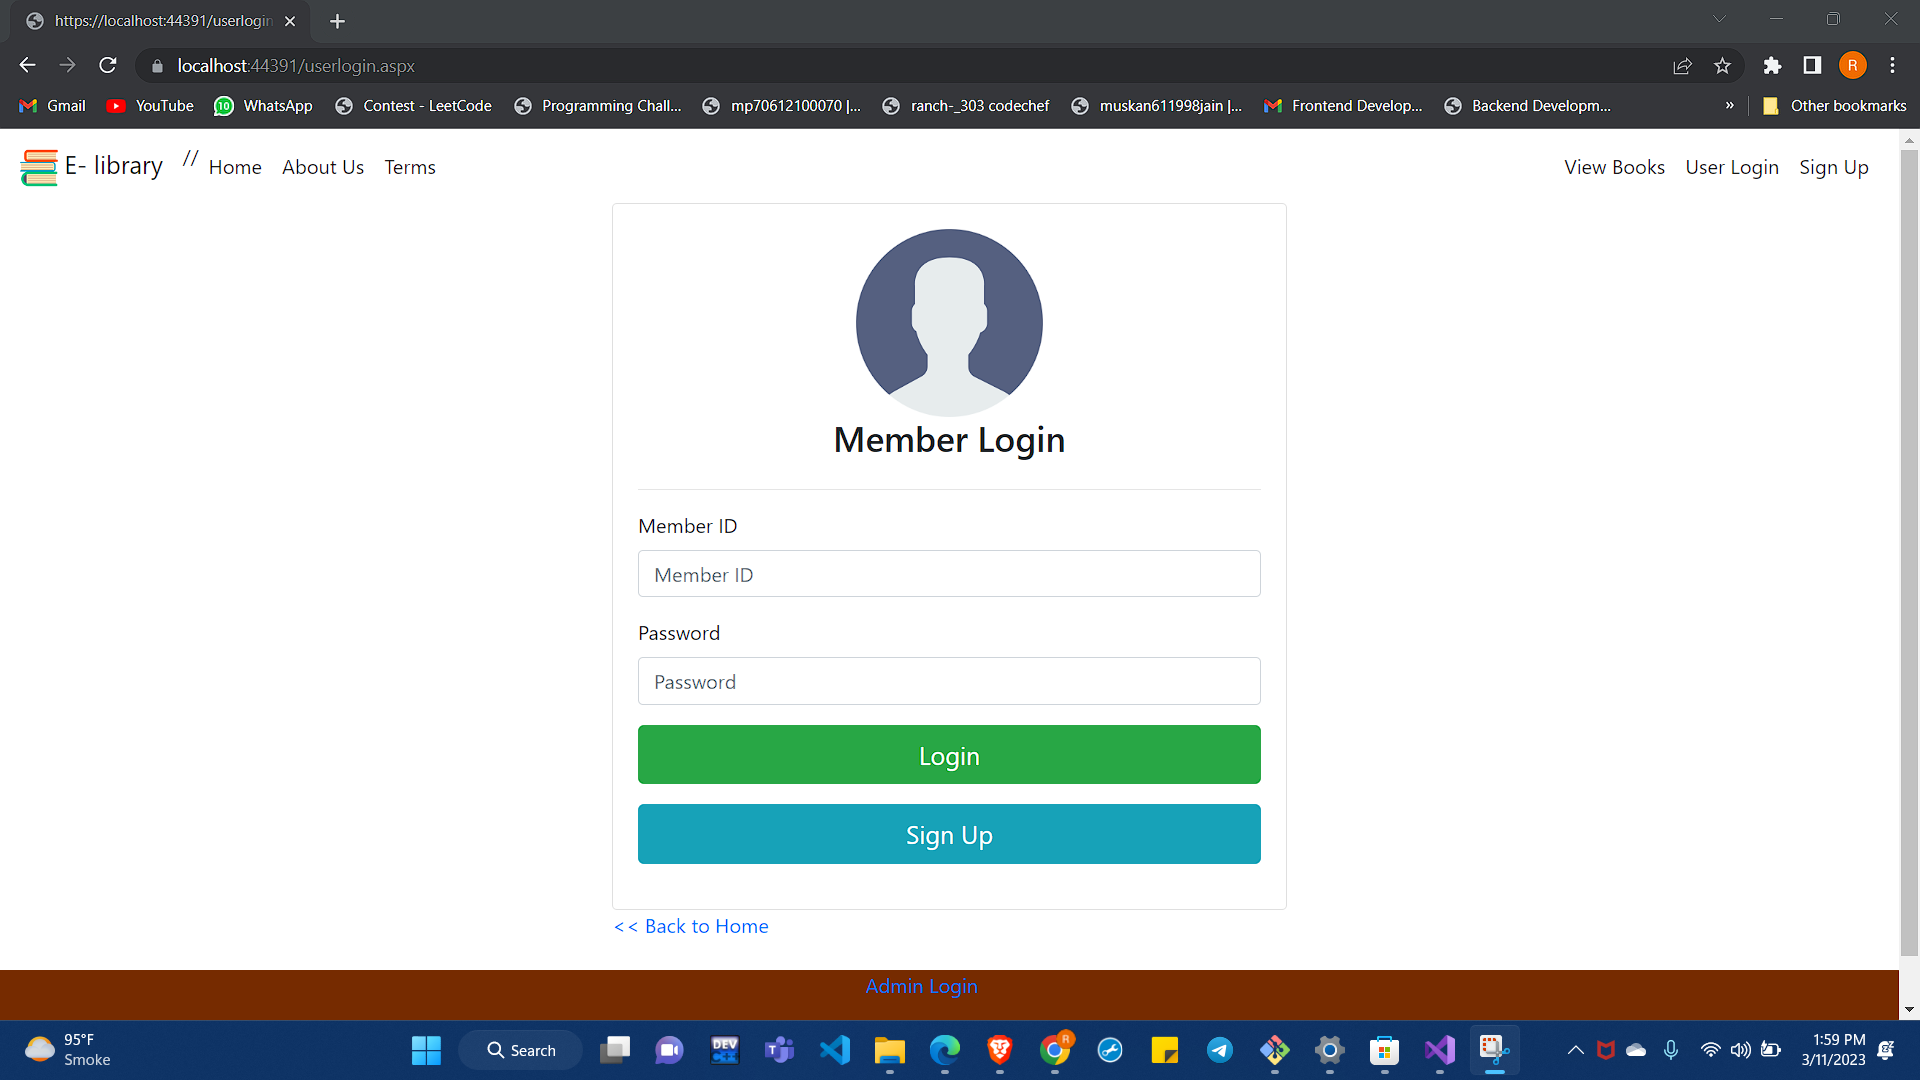 https://localhost:44391/userlogin
localhost:44391/userlogin.aspx
R
Gmail YouTube 10 WhatsApp Contest - LeetCode Programming Chall... mp70612100070 |... ranch-_303 codechef muskan611998jain |... Frontend Develop... Backend Developm... » Other bookmarks
E- library // Home About Us Terms View Books User Login Sign Up
Member Login
Member ID
Member ID
Password
Password
Login
Sign Up
<< Back to Home
Admin Login
95°F
Smoke
Search
DEV
C++
R
1:59 PM
3/11/2023